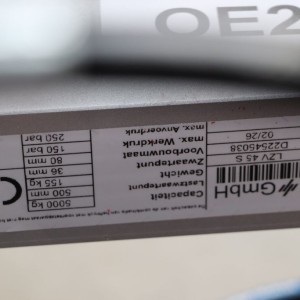 OE2
GmbH
LZV 45 S
D22545038
02/26
Capaciteit 5000 kg
Lastzwaartepunt 500 mm
Gewicht 155 kg
Zwaartepunt 36 mm
Voorbouwmaat 80 mm
max. Werkdruk 150 bar
max. Anvoerdruk 250 bar